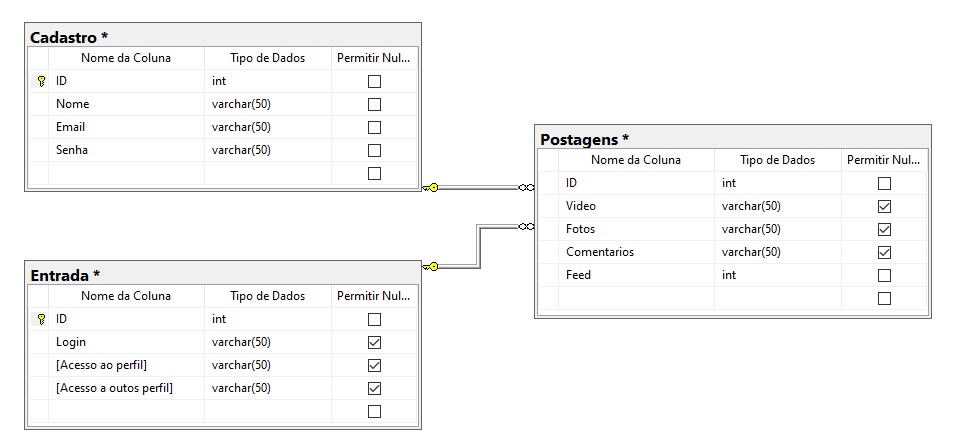 Cadastro *
Nome da Coluna Tipo de Dados Permitir Nul...
ID int
Nome varchar(50)
Email varchar(50)
Senha varchar(50)
Postagens *
Nome da Coluna Tipo de Dados Permitir Nul...
ID int
Video varchar(50)
Fotos varchar(50)
Comentarios varchar(50)
Feed int
Entrada *
Nome da Coluna Tipo de Dados Permitir Nul...
ID int
Login varchar(50)
[Acesso ao perfil] varchar(50)
[Acesso a outos perfil] varchar(50)